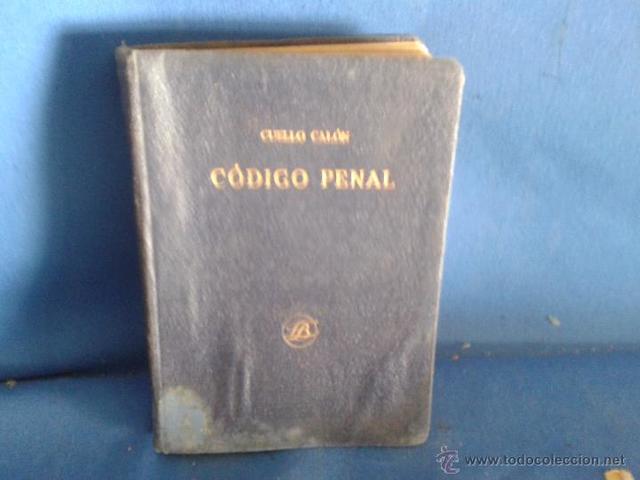 CUELLO CALÓN
CÓDIGO PENAL
© www.todocoleccion.net